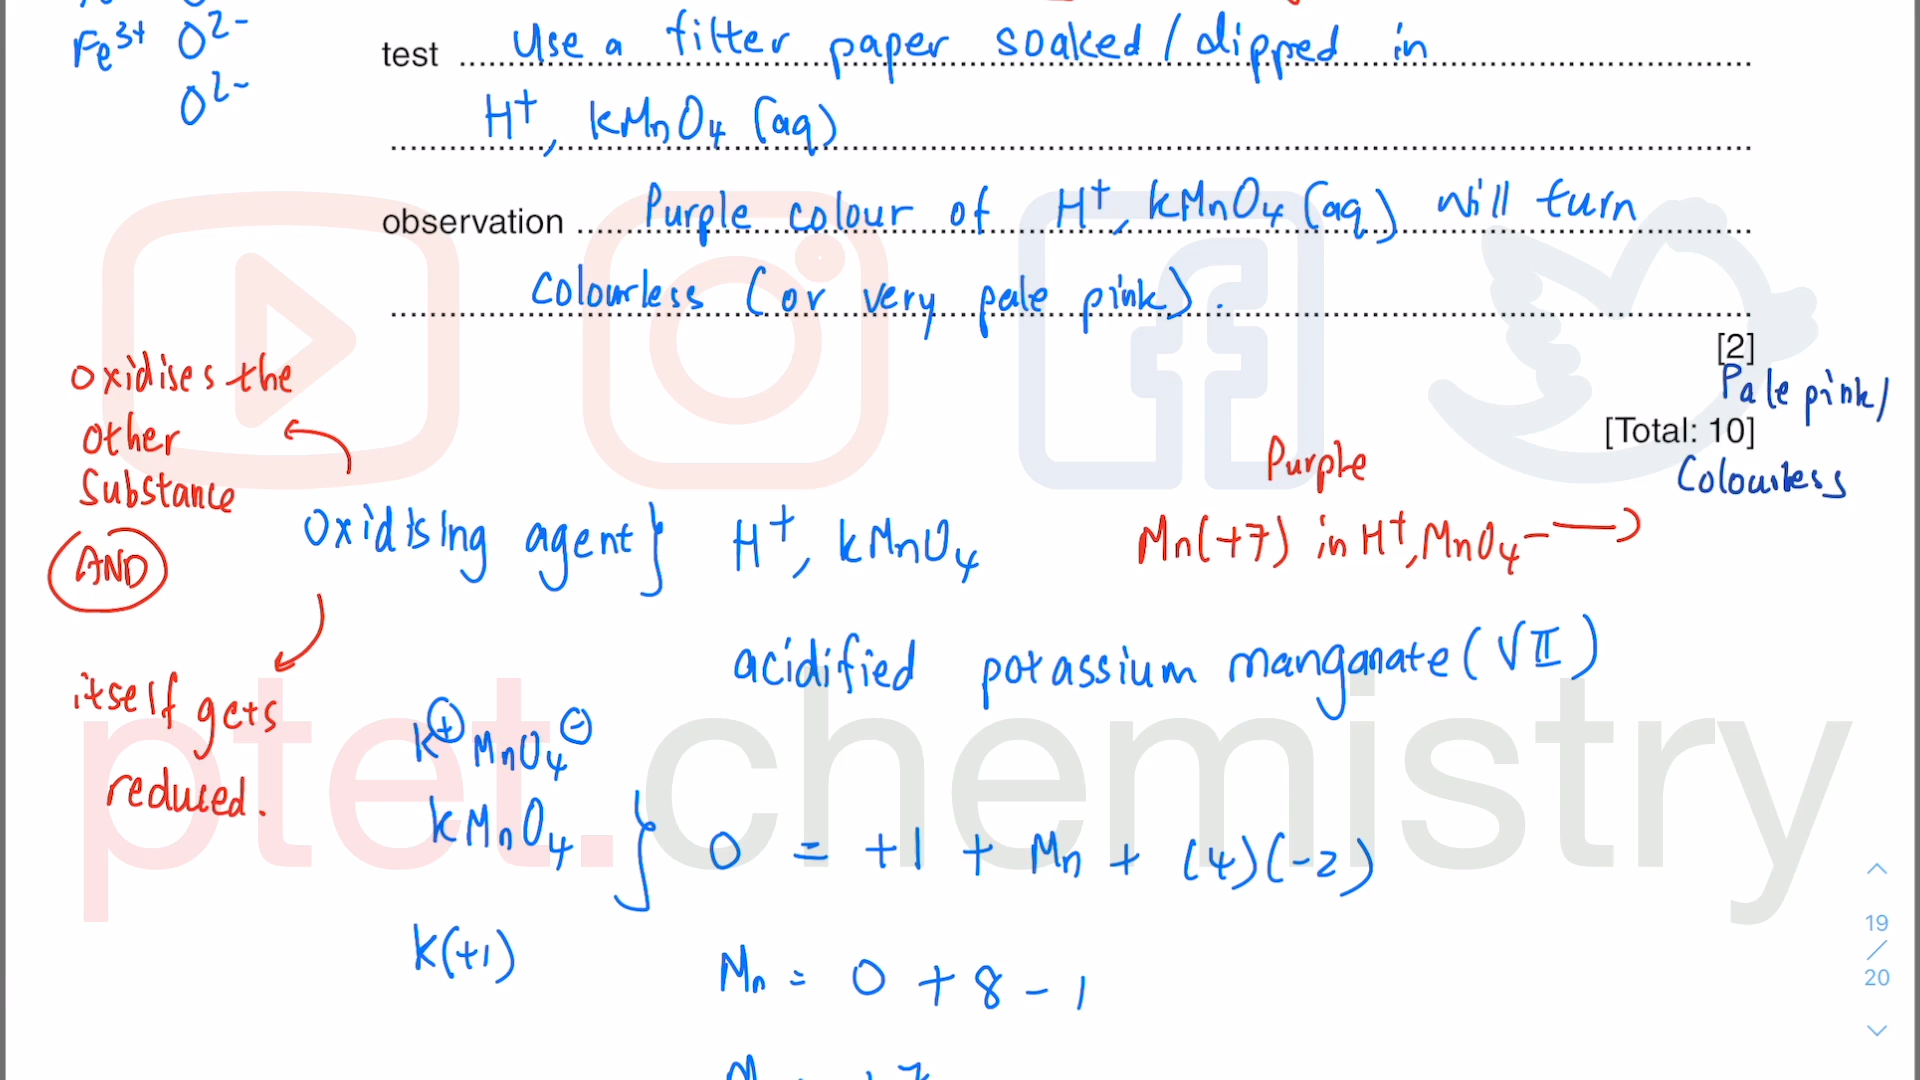 Fe³⁺ O²⁻
O²⁻
test Use a filter paper soaked / dipped in
H⁺, KMnO₄ (aq)
observation Purple colour of H⁺, KMnO₄ (aq) will turn
Colourless (or very pale pink).
[2]
Pale pink/
[Total: 10]
Colourless
Oxidises the
Other
Substance
AND
itself gets
reduced.
Oxidising agent} H⁺, KMnO₄
Purple
Mn(+7) in H⁺, MnO₄⁻ →
acidified potassium manganate (VII)
K⁺ MnO₄⁻
KMnO₄ } 0 = +1 + Mn + (4)(-2)
K(+1)
Mn = 0 + 8 - 1
ptet.chemistry
19
/
20